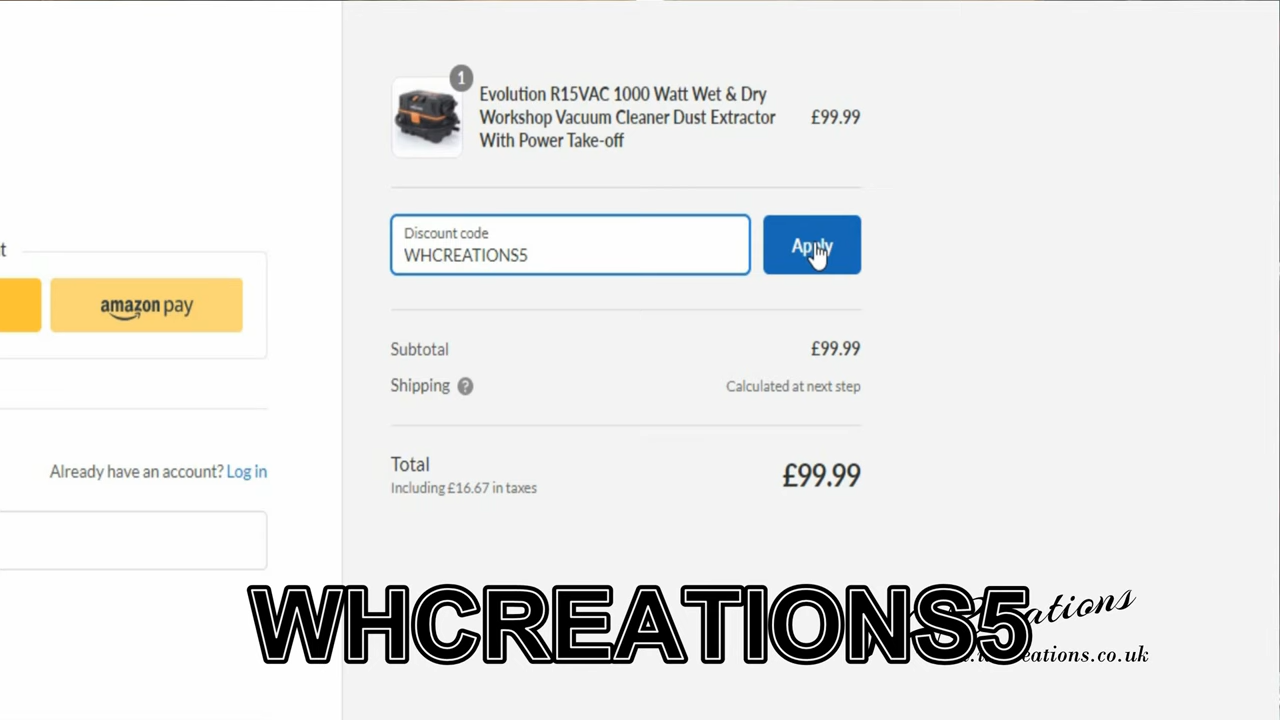 1
Evolution R15VAC 1000 Watt Wet & Dry
Workshop Vacuum Cleaner Dust Extractor
With Power Take-off
£99.99
Discount code
WHCREATIONS5
Apply
amazon pay
Subtotal
£99.99
Shipping ?
Calculated at next step
Already have an account? Log in
Total
£99.99
Including £16.67 in taxes
WHCREATIONS5